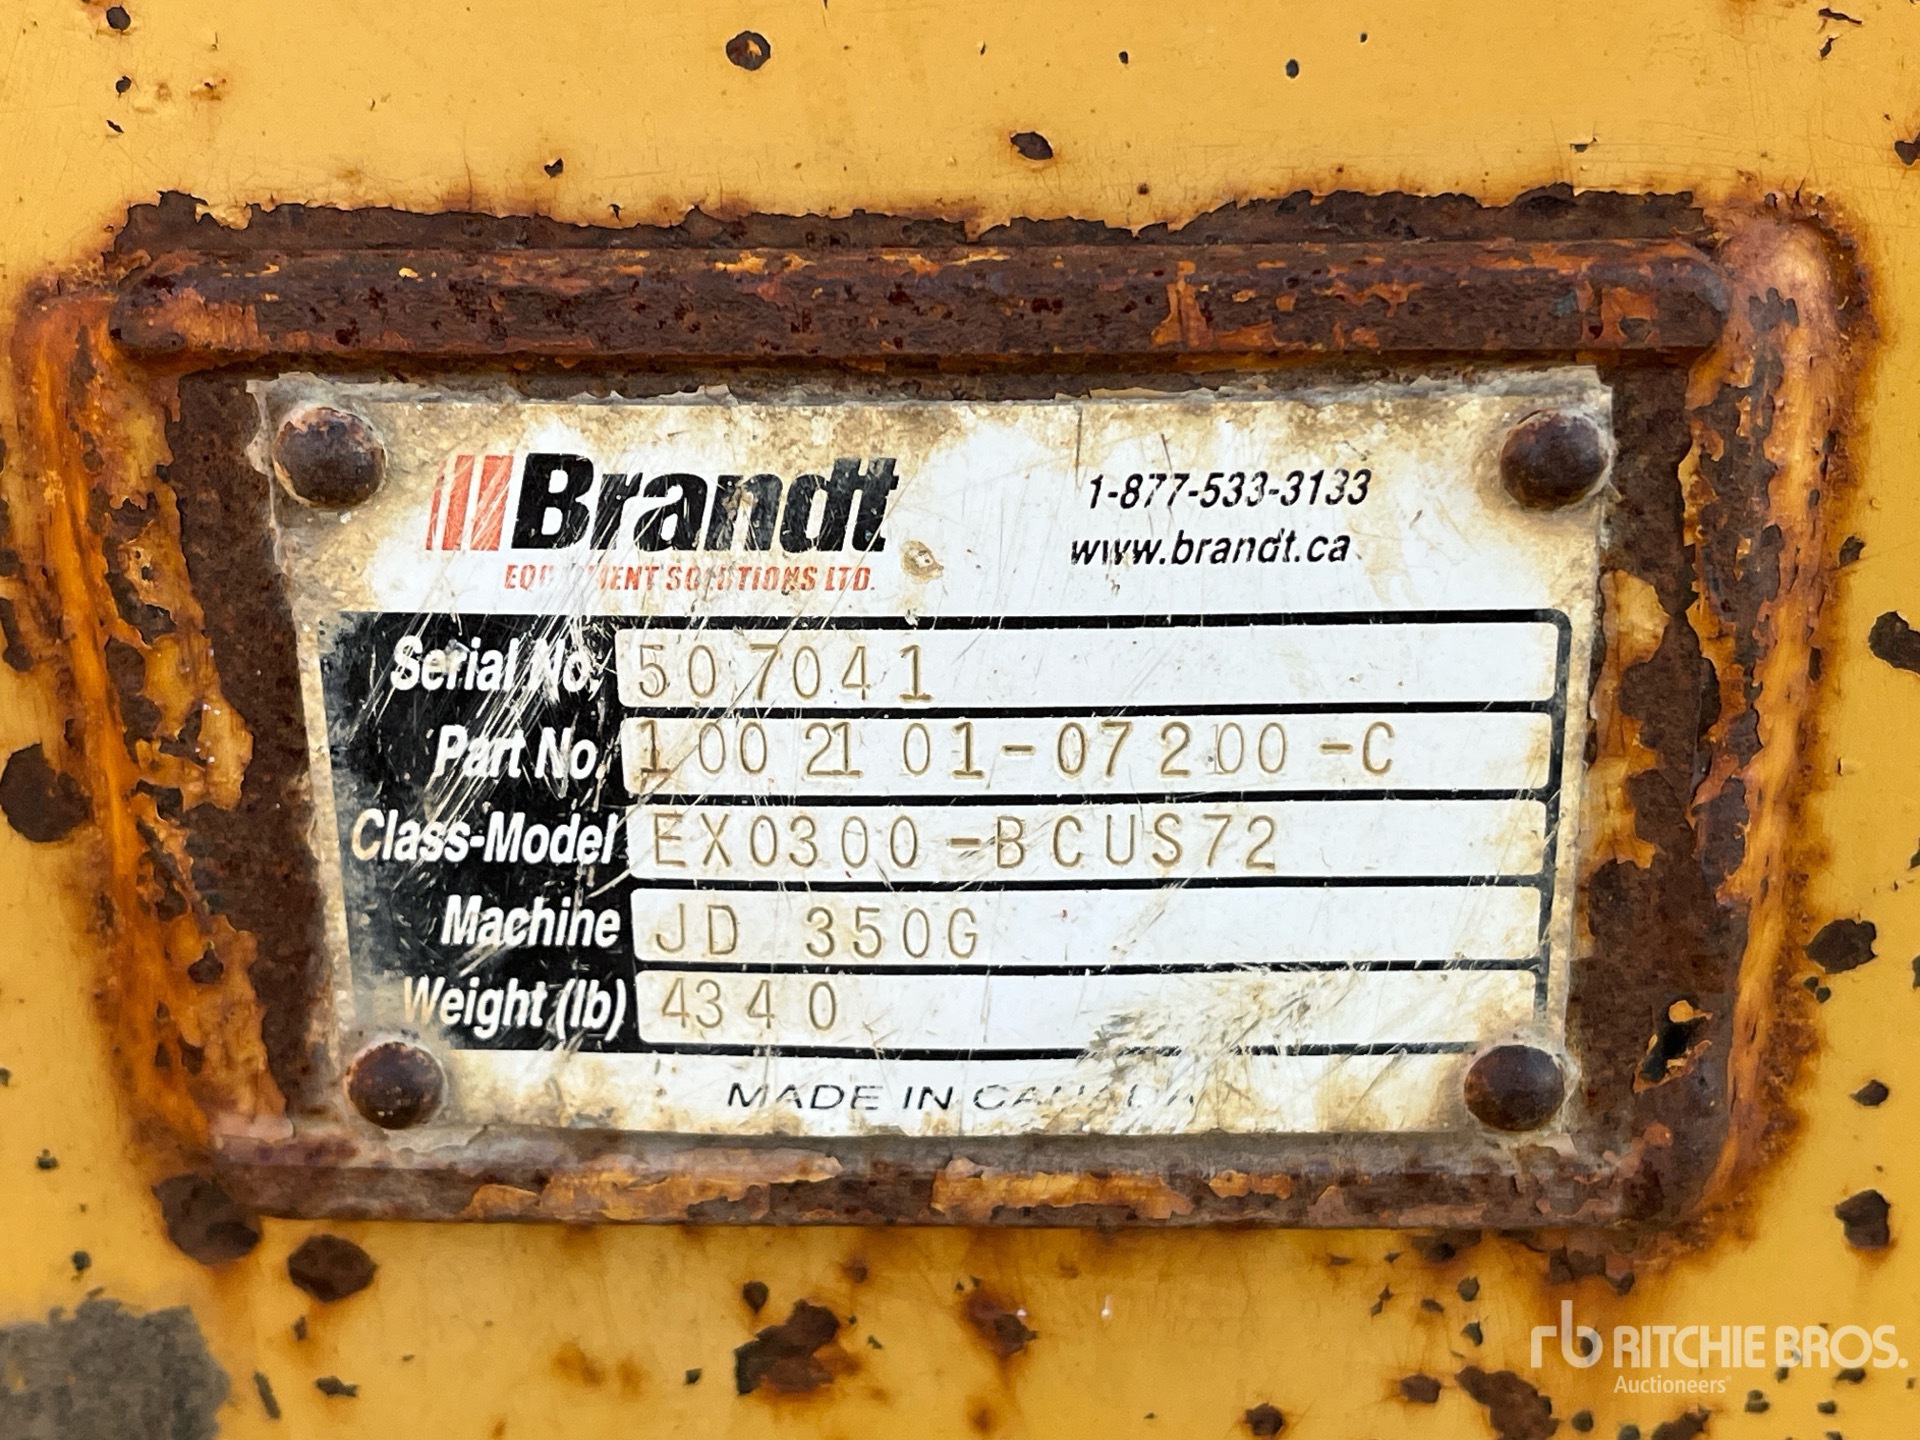 Brandt
EQUIPMENT SOLUTIONS LTD.
1-877-533-3133
www.brandt.ca
Serial No. 507041
Part No. 1002101-07200-C
Class-Model EX0300-BCUS72
Machine JD 350G
Weight (lb) 4340
MADE IN CANADA
rb RITCHIE BROS.
Auctioneers